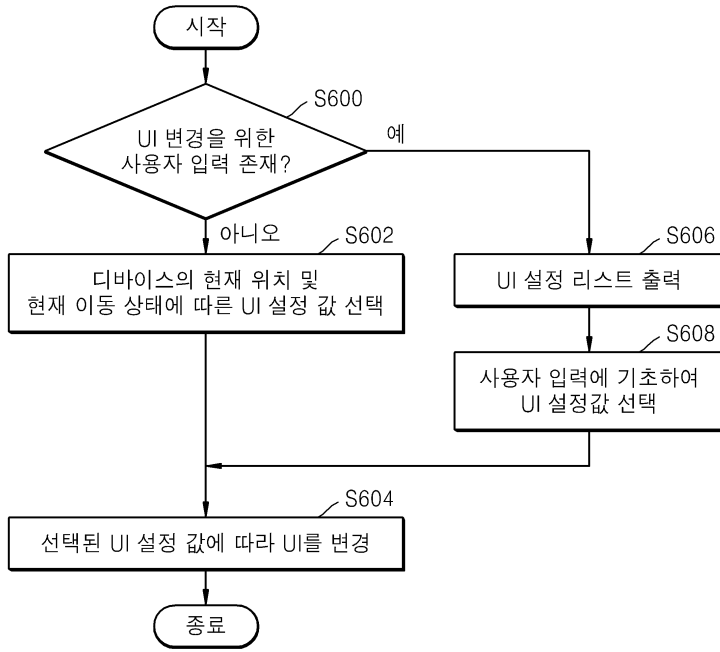 시작
S600
UI 변경을 위한
사용자 입력 존재?
예
아니오
S602
디바이스의 현재 위치 및
현재 이동 상태에 따른 UI 설정 값 선택
S606
UI 설정 리스트 출력
S608
사용자 입력에 기초하여
UI 설정값 선택
S604
선택된 UI 설정 값에 따라 UI를 변경
종료